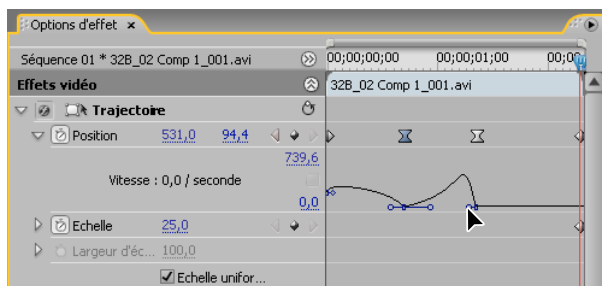 Options d'effet ×
Séquence 01 * 32B_02 Comp 1_001.avi 00;00;00;00 00;00;01;00
Effets vidéo 32B_02 Comp 1_001.avi
Trajectoire
Position 531,0 94,4
739,6
Vitesse : 0,0 / seconde
0,0
Echelle 25,0
Largeur d'éc... 100,0
Echelle unifor...